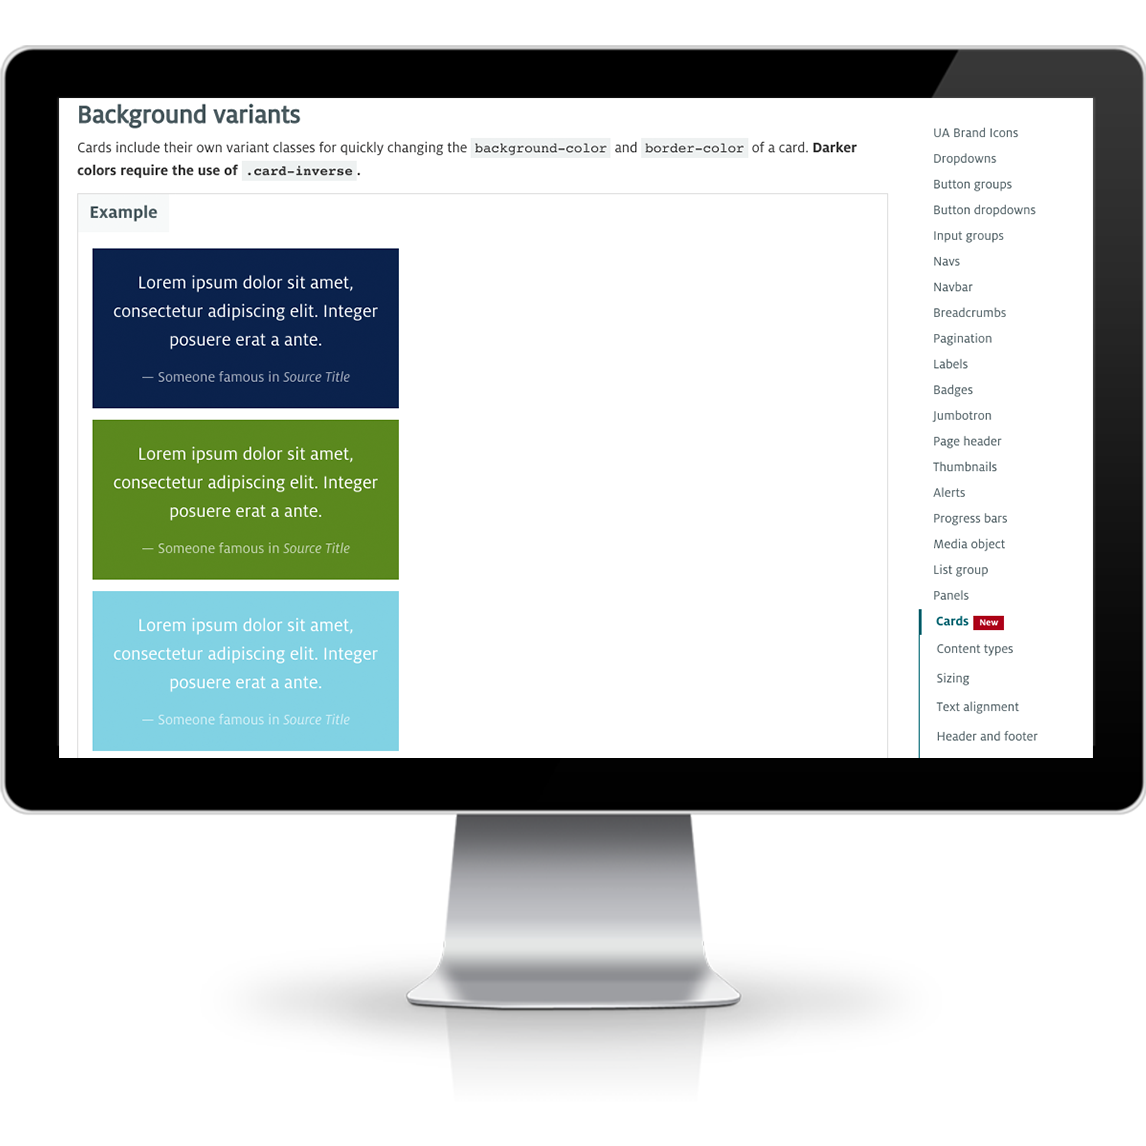 Background variants
Cards include their own variant classes for quickly changing the background-color and border-color of a card. Darker
colors require the use of .card-inverse.
Example
Lorem ipsum dolor sit amet,
consectetur adipiscing elit. Integer
posuere erat a ante.
— Someone famous in Source Title
Lorem ipsum dolor sit amet,
consectetur adipiscing elit. Integer
posuere erat a ante.
— Someone famous in Source Title
Lorem ipsum dolor sit amet,
consectetur adipiscing elit. Integer
posuere erat a ante.
— Someone famous in Source Title
UA Brand Icons
Dropdowns
Button groups
Button dropdowns
Input groups
Navs
Navbar
Breadcrumbs
Pagination
Labels
Badges
Jumbotron
Page header
Thumbnails
Alerts
Progress bars
Media object
List group
Panels
Cards New
Content types
Sizing
Text alignment
Header and footer